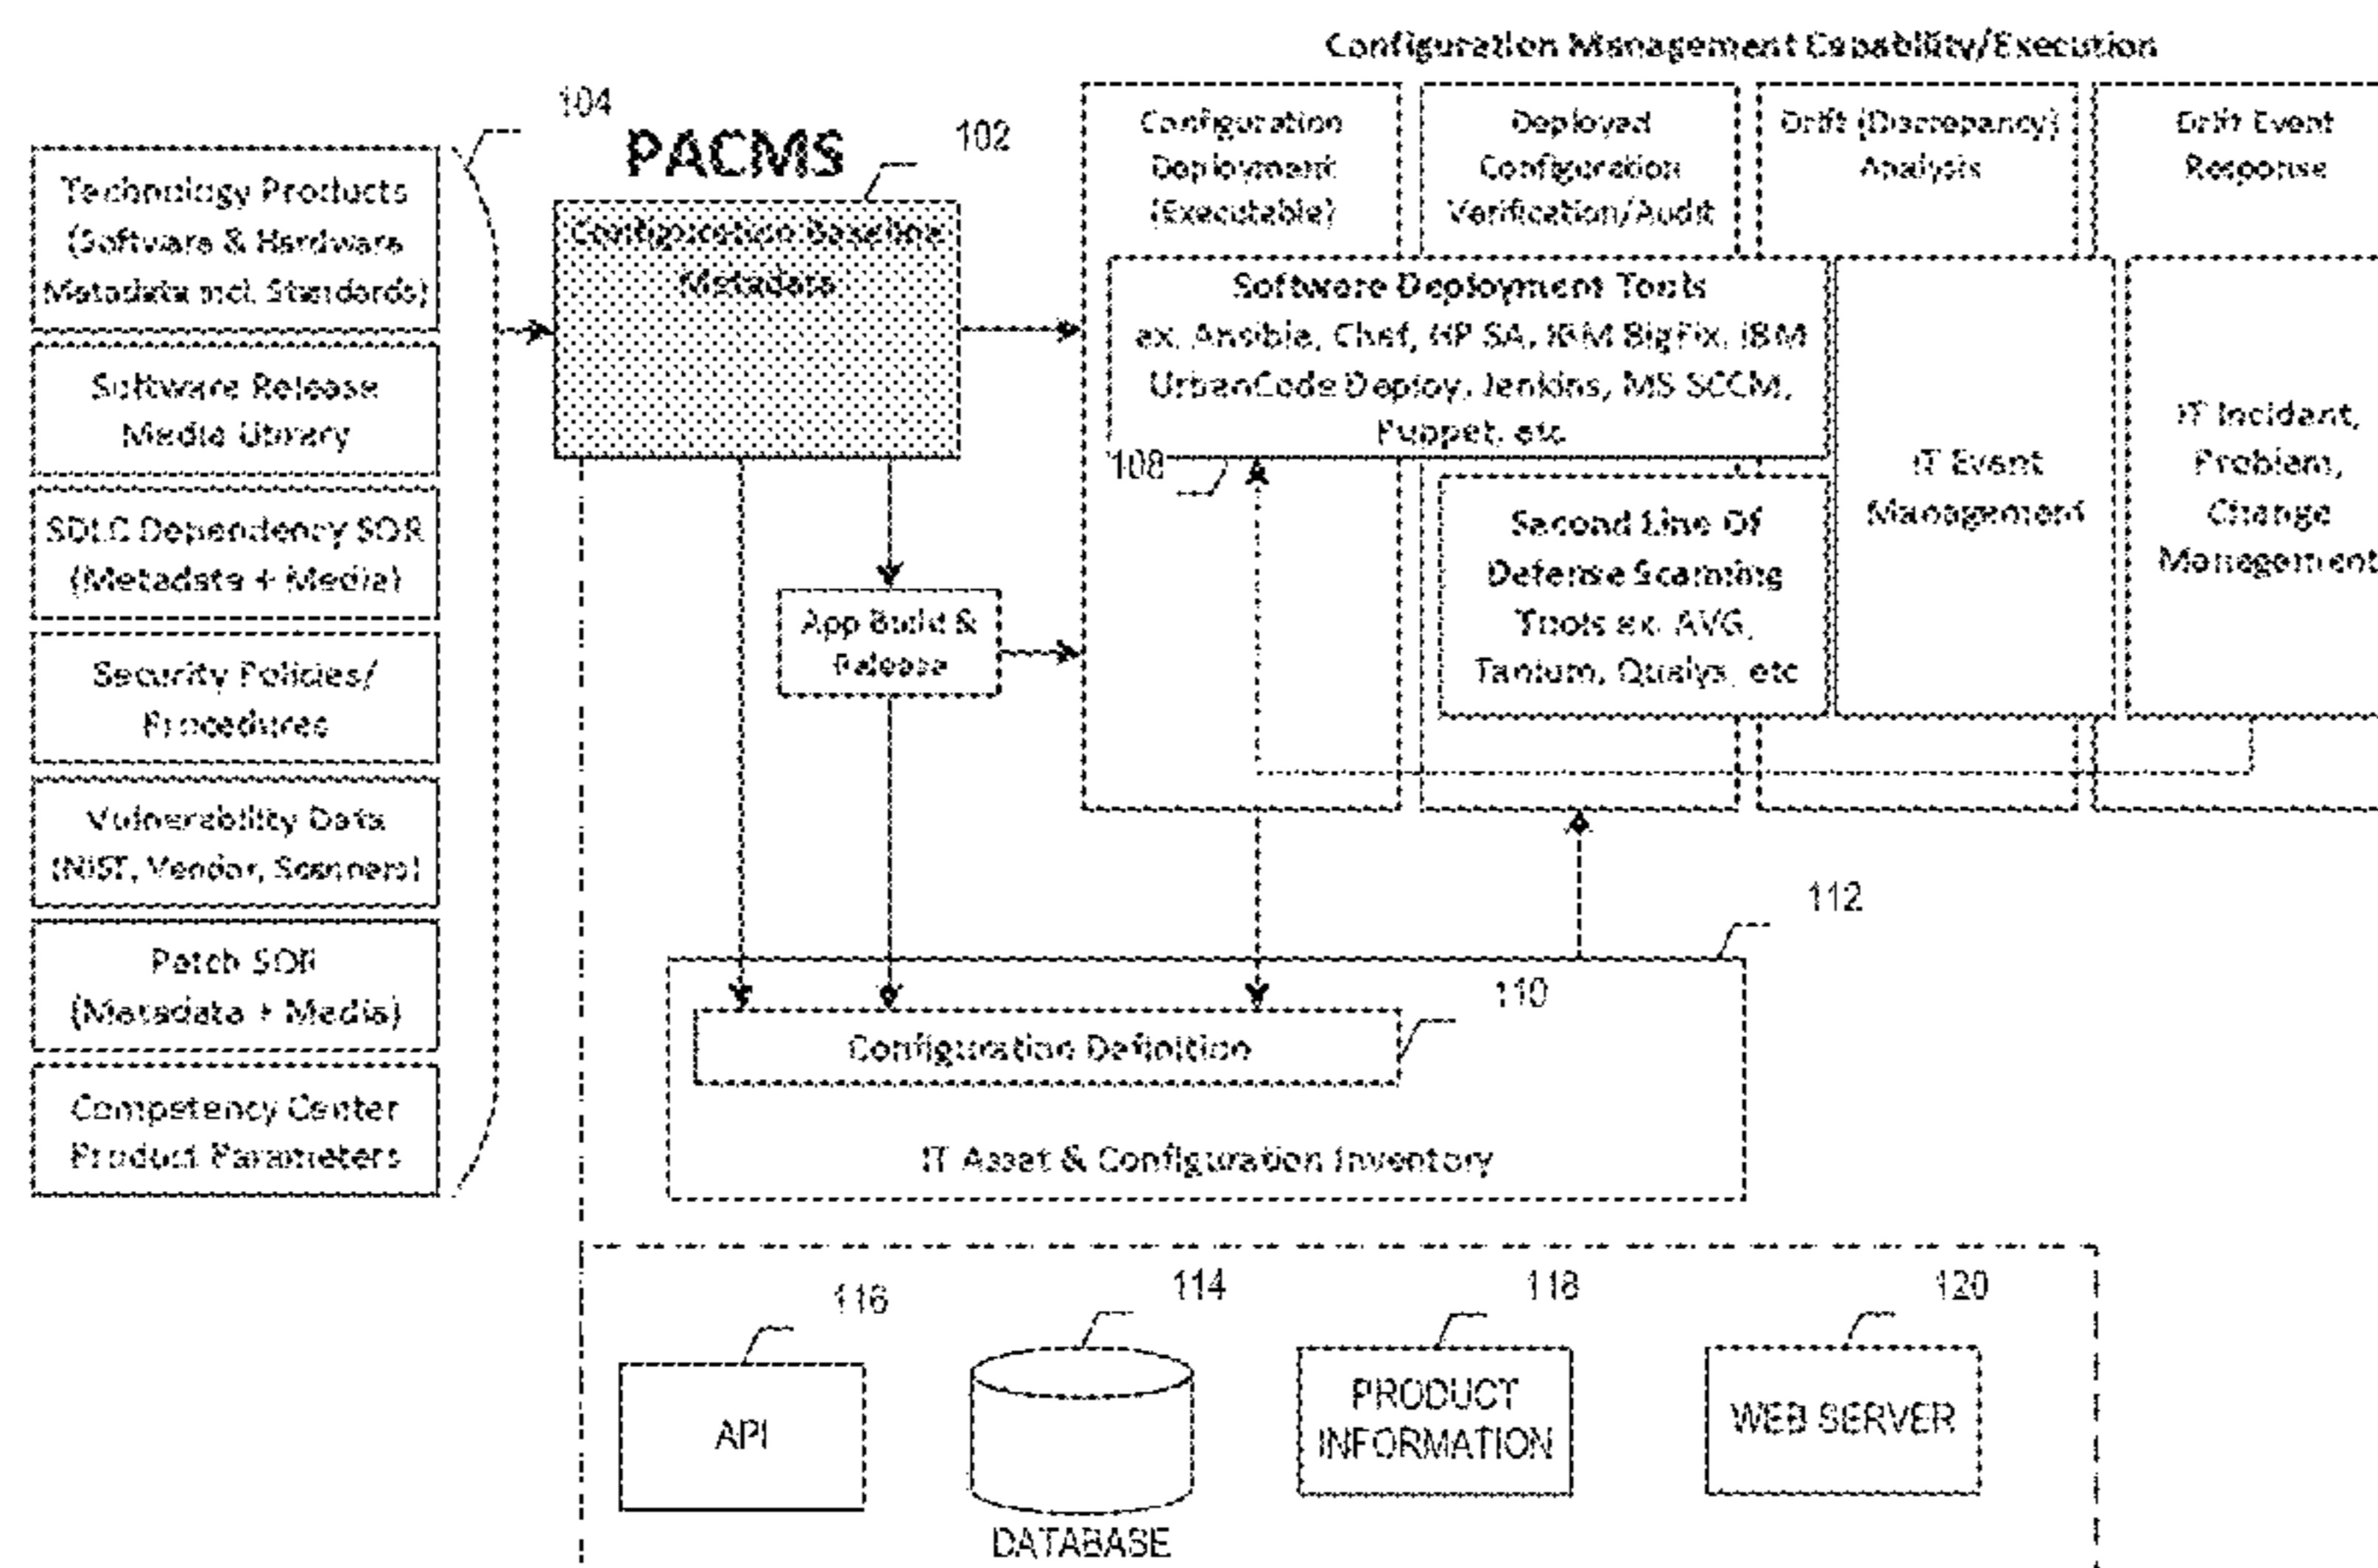 Configuration Management Capability/Execution
104
PACMS
102
Technology Products
(Software & Hardware
Metadata incl. Standards)
Software Release
Media Library
SDLC Dependency SOR
(Metadata + Media)
Security Policies/
Procedures
Vulnerability Data
(NIST, Vendor, Scanners)
Patch SOR
(Metadata + Media)
Competency Center
Product Parameters
Configuration Baseline
Metadata
App Build &
Release
Configuration
Deployment
(Executable)
Deployed
Configuration
Verification/Audit
Drift (Discrepancy)
Analysis
Drift Event
Response
Software Deployment Tools
ex. Ansible, Chef, HP SA, IBM BigFix, IBM
UrbanCode Deploy, Jenkins, MS SCCM,
Puppet, etc
108
Second Line Of
Defense Scanning
Tools ex. AVG,
Tanium, Qualys, etc
IT Event
Management
IT Incident,
Problem,
Change
Management
112
110
Configuration Definition
IT Asset & Configuration Inventory
116
API
114
DATABASE
118
PRODUCT
INFORMATION
120
WEB SERVER